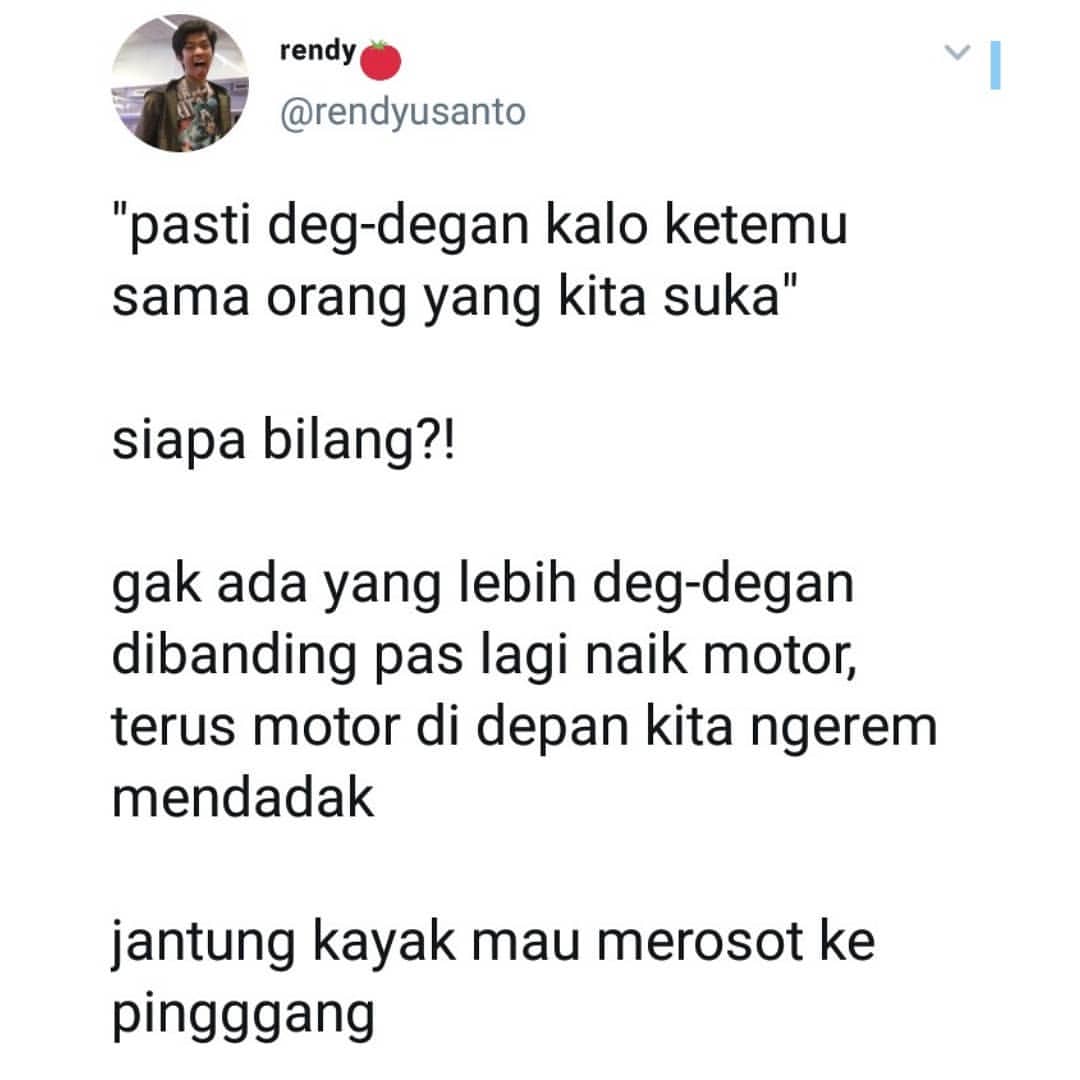 rendy🍅
@rendyusanto
"pasti deg-degan kalo ketemu
sama orang yang kita suka"
siapa bilang?!
gak ada yang lebih deg-degan
dibanding pas lagi naik motor,
terus motor di depan kita ngerem
mendadak
jantung kayak mau merosot ke
pingggang